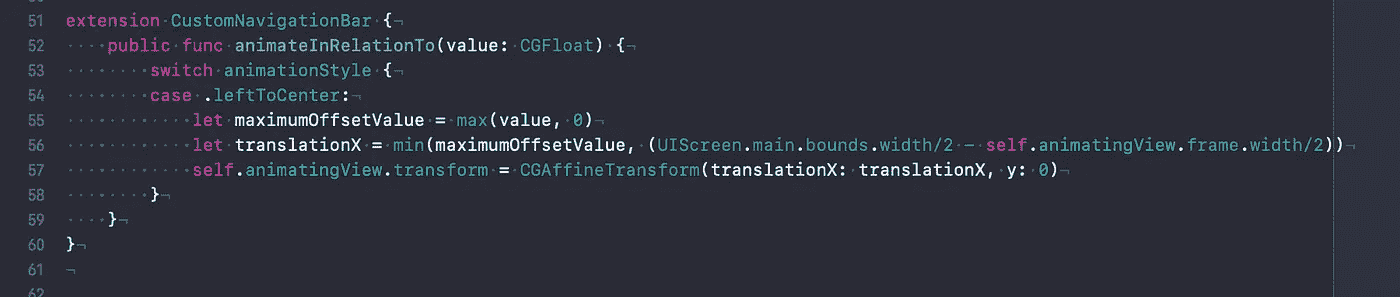 51 extension CustomNavigationBar {¬
52 ····public func animateInRelationTo(value: CGFloat) {¬
53 ········switch animationStyle {¬
54 ········case .leftToCenter:¬
55 ············let maximumOffsetValue = max(value, 0)¬
56 ············let translationX = min(maximumOffsetValue, (UIScreen.main.bounds.width/2 - self.animatingView.frame.width/2))¬
57 ············self.animatingView.transform = CGAffineTransform(translationX: translationX, y: 0)¬
58 ········}¬
59 ····}¬
60 }¬
61 ¬
62